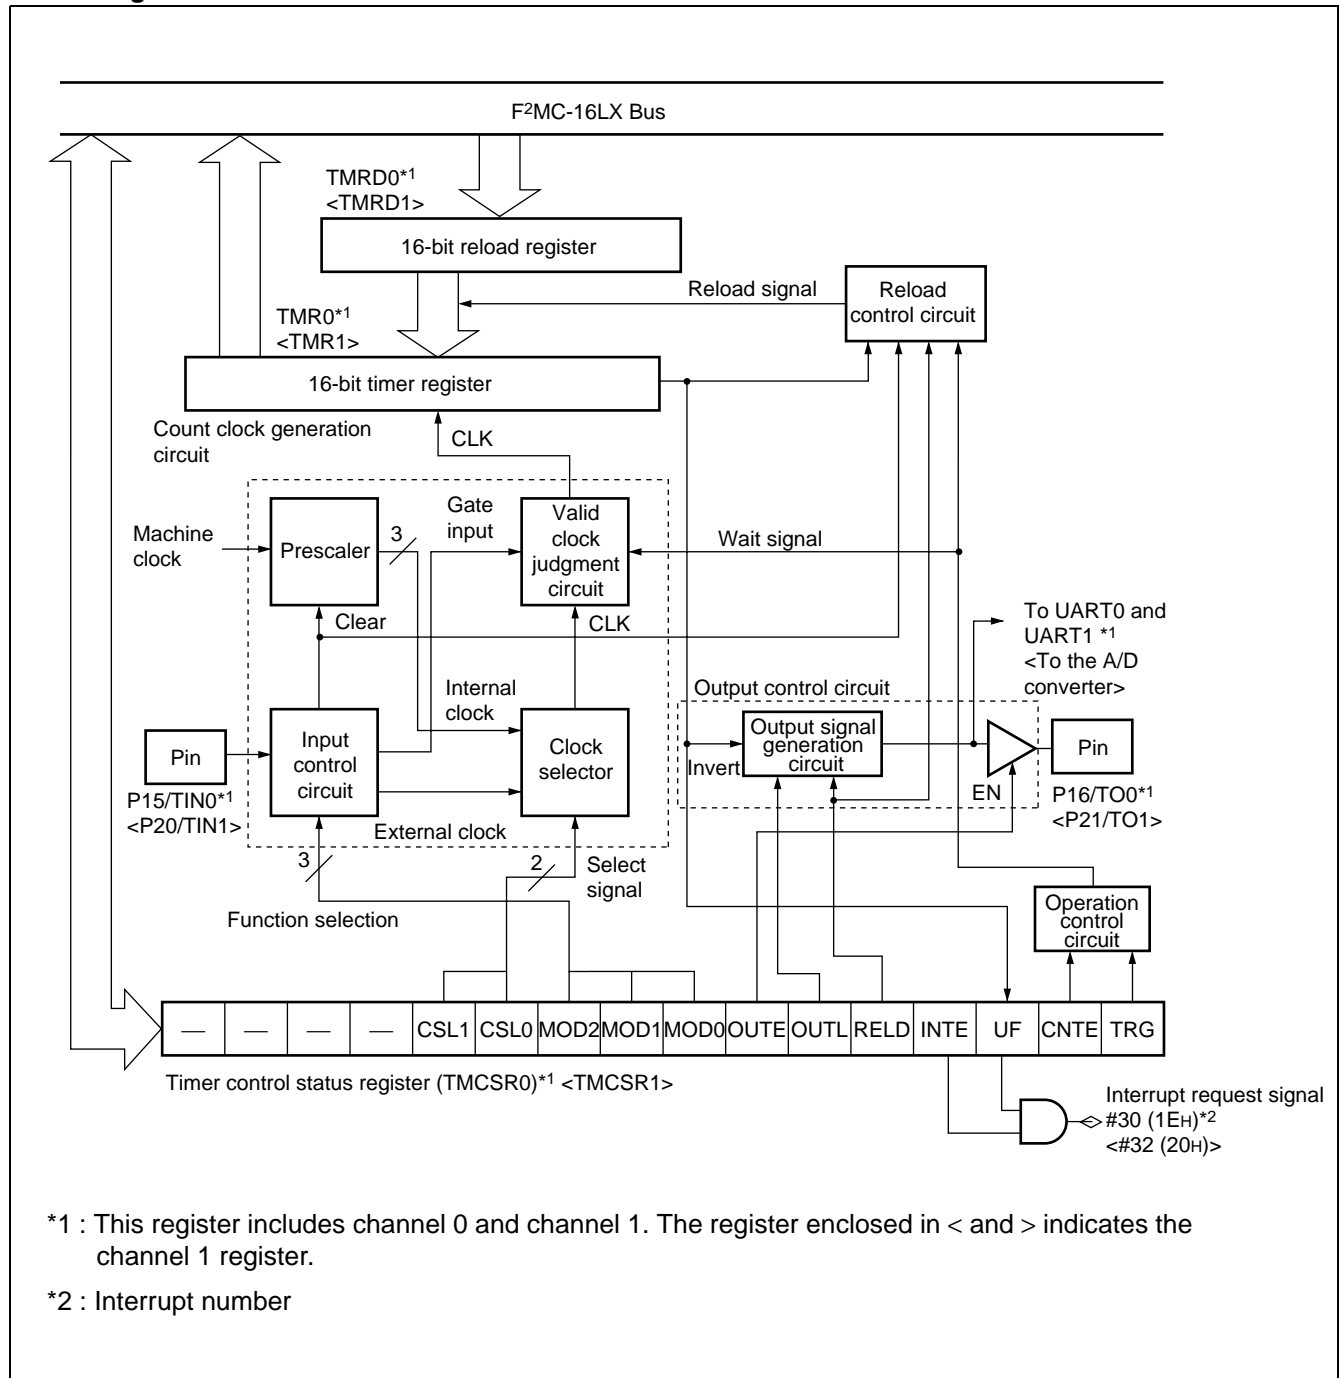 F2MC-16LX Bus
TMRD0*1
<TMRD1>
16-bit reload register
Reload signal
Reload
control circuit
TMR0*1
<TMR1>
16-bit timer register
Count clock generation
circuit
CLK
Machine
clock
Prescaler
3
Gate
input
Valid
clock
judgment
circuit
Wait signal
Clear
CLK
To UART0 and
UART1 *1
<To the A/D
converter>
Internal
clock
Output control circuit
Pin
Input
control
circuit
Clock
selector
Output signal
generation
circuit
Invert
EN
Pin
P15/TIN0*1
<P20/TIN1>
P16/TO0*1
<P21/TO1>
External clock
3
2
Select
signal
Function selection
Operation
control
circuit
— — — — CSL1 CSL0 MOD2 MOD1 MOD0 OUTE OUTL RELD INTE UF CNTE TRG
Timer control status register (TMCSR0)*1 <TMCSR1>
Interrupt request signal
#30 (1EH)*2
<#32 (20H)>
*1 : This register includes channel 0 and channel 1. The register enclosed in < and > indicates the
channel 1 register.
*2 : Interrupt number